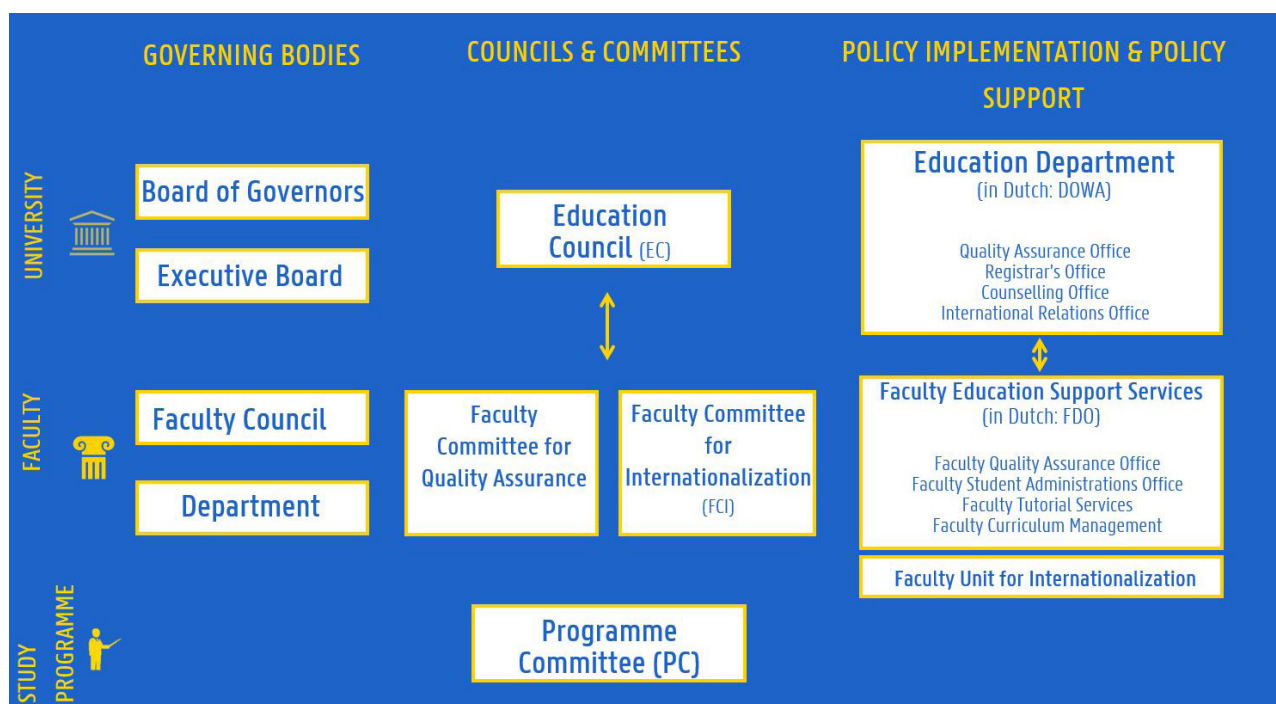 GOVERNING BODIES
COUNCILS & COMMITTEES
POLICY IMPLEMENTATION & POLICY
SUPPORT
UNIVERSITY
Board of Governors
Executive Board
Education
Council (EC)
Education Department
(in Dutch: DOWA)
Quality Assurance Office
Registrar's Office
Counselling Office
International Relations Office
FACULTY
Faculty Council
Department
Faculty
Committee for
Quality Assurance
Faculty Committee
for
Internationalization
(FCI)
Faculty Education Support Services
(in Dutch: FDO)
Faculty Quality Assurance Office
Faculty Student Administrations Office
Faculty Tutorial Services
Faculty Curriculum Management
Faculty Unit for Internationalization
STUDY
PROGRAMME
Programme
Committee (PC)